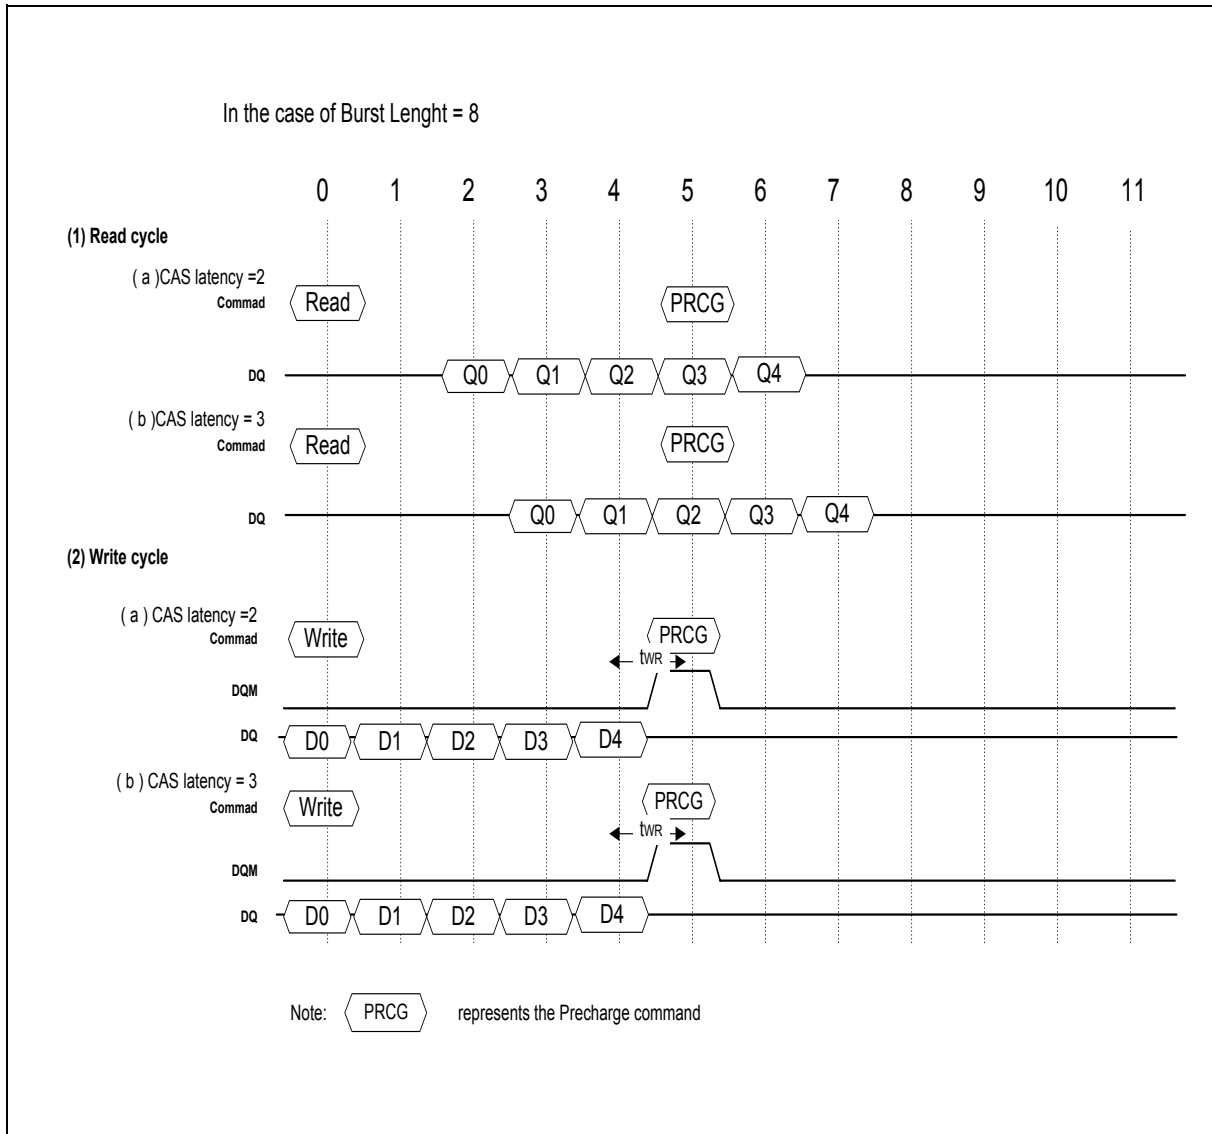 In the case of Burst Lenght = 8
0 1 2 3 4 5 6 7 8 9 10 11
(1) Read cycle
( a )CAS latency =2
Commad Read PRCG
DQ Q0 Q1 Q2 Q3 Q4
( b )CAS latency = 3
Commad Read PRCG
DQ Q0 Q1 Q2 Q3 Q4
(2) Write cycle
( a ) CAS latency =2
Commad Write PRCG
tWR
DQM
DQ D0 D1 D2 D3 D4
( b ) CAS latency = 3
Commad Write PRCG
tWR
DQM
DQ D0 D1 D2 D3 D4
Note: PRCG represents the Precharge command